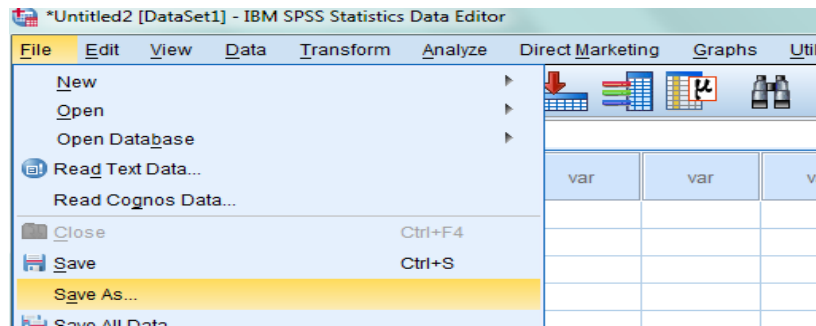 *Untitled2 [DataSet1] - IBM SPSS Statistics Data Editor
File Edit View Data Transform Analyze Direct Marketing Graphs Util
New
Open
Open Database
Read Text Data...
Read Cognos Data...
Close Ctrl+F4
Save Ctrl+S
Save As...
Save All Data
μ
var var v